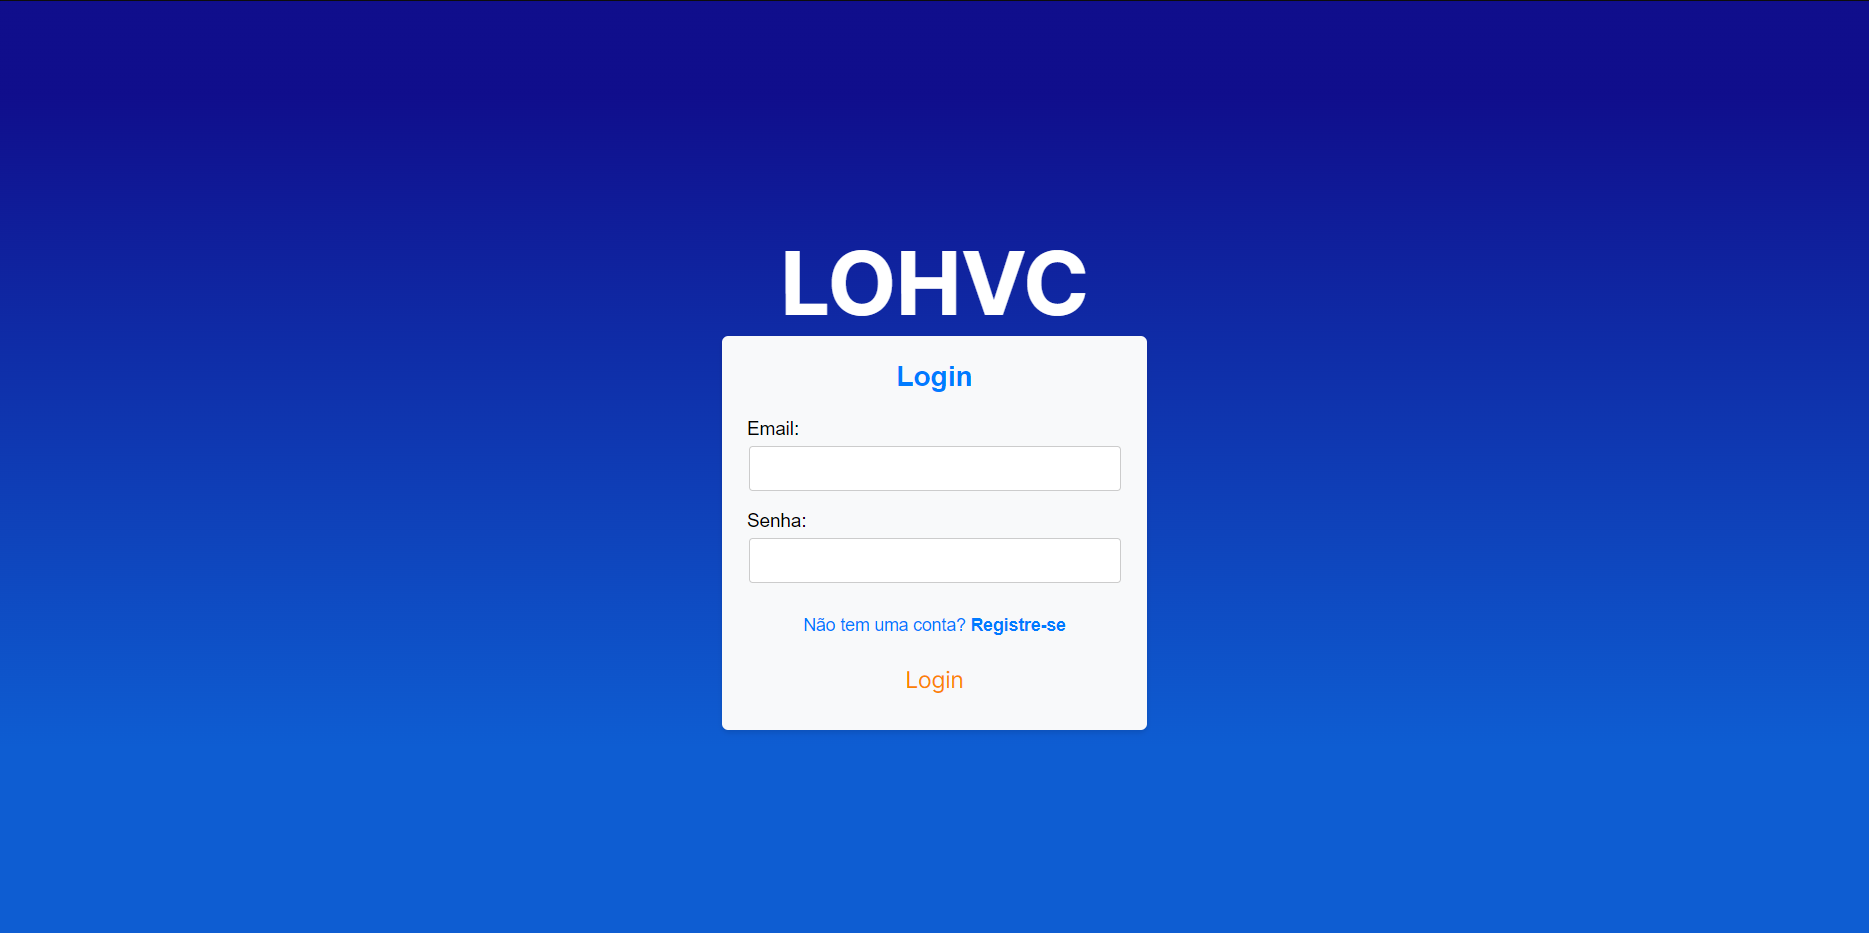 LOHVC
Login
Email:
Senha:
Não tem uma conta? Registre-se
Login